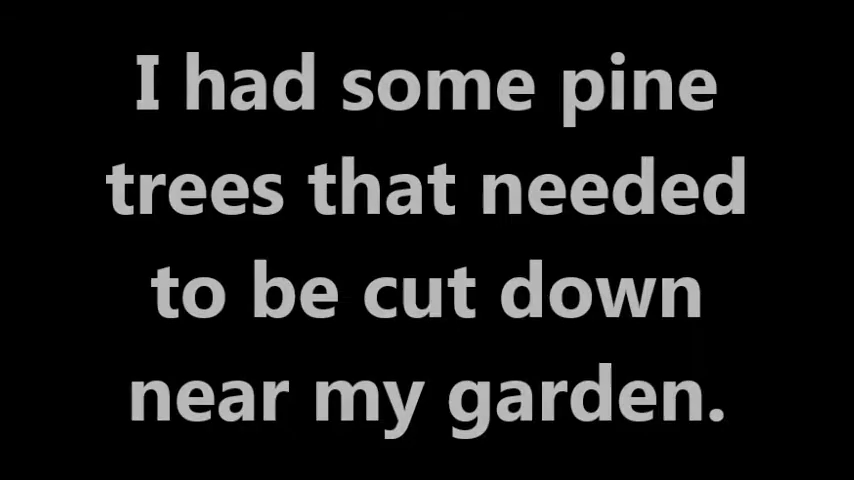 I had some pine
trees that needed
to be cut down
near my garden.